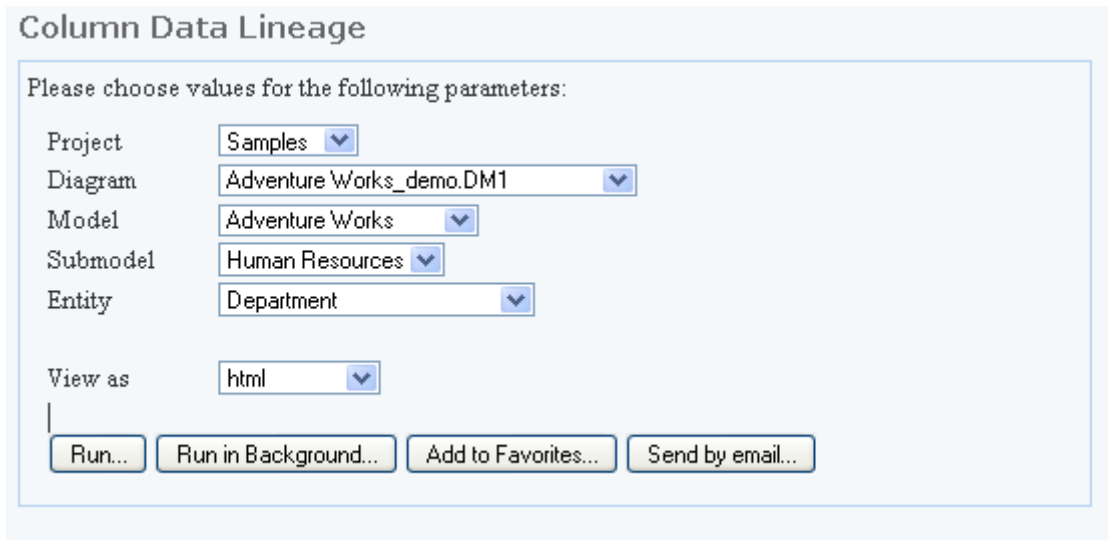 Column Data Lineage
Please choose values for the following parameters:
Project Samples
Diagram Adventure Works_demo.DM1
Model Adventure Works
Submodel Human Resources
Entity Department
View as html
Run... Run in Background... Add to Favorites... Send by email...